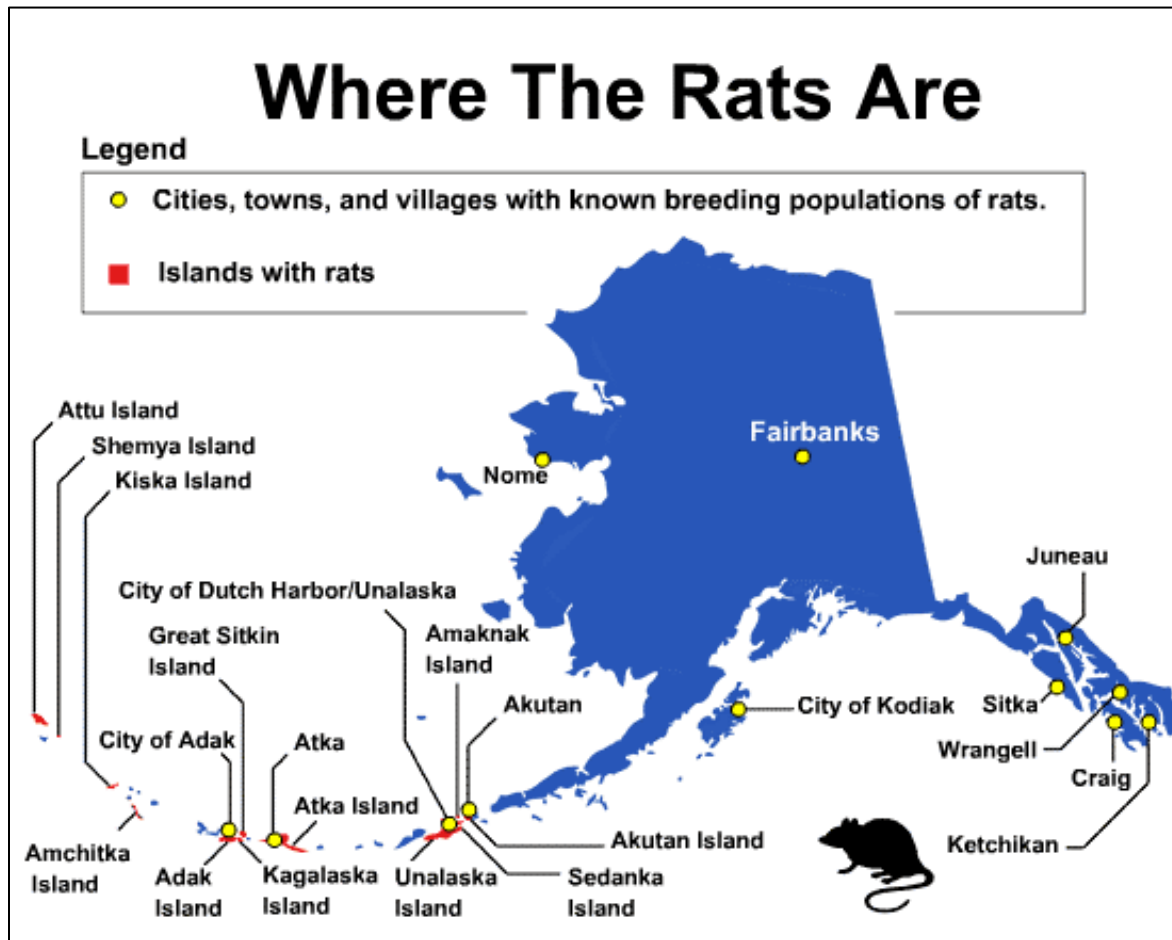 Where The Rats Are
Legend
Cities, towns, and villages with known breeding populations of rats.
Islands with rats
Attu Island
Shemya Island
Kiska Island
Nome
Fairbanks
City of Dutch Harbor/Unalaska
Great Sitkin
Island
Amaknak
Island
City of Adak
Atka
Akutan
City of Kodiak
Juneau
Sitka
Wrangell
Craig
Ketchikan
Atka Island
Akutan Island
Amchitka
Island
Adak
Island
Kagalaska
Island
Unalaska
Island
Sedanka
Island